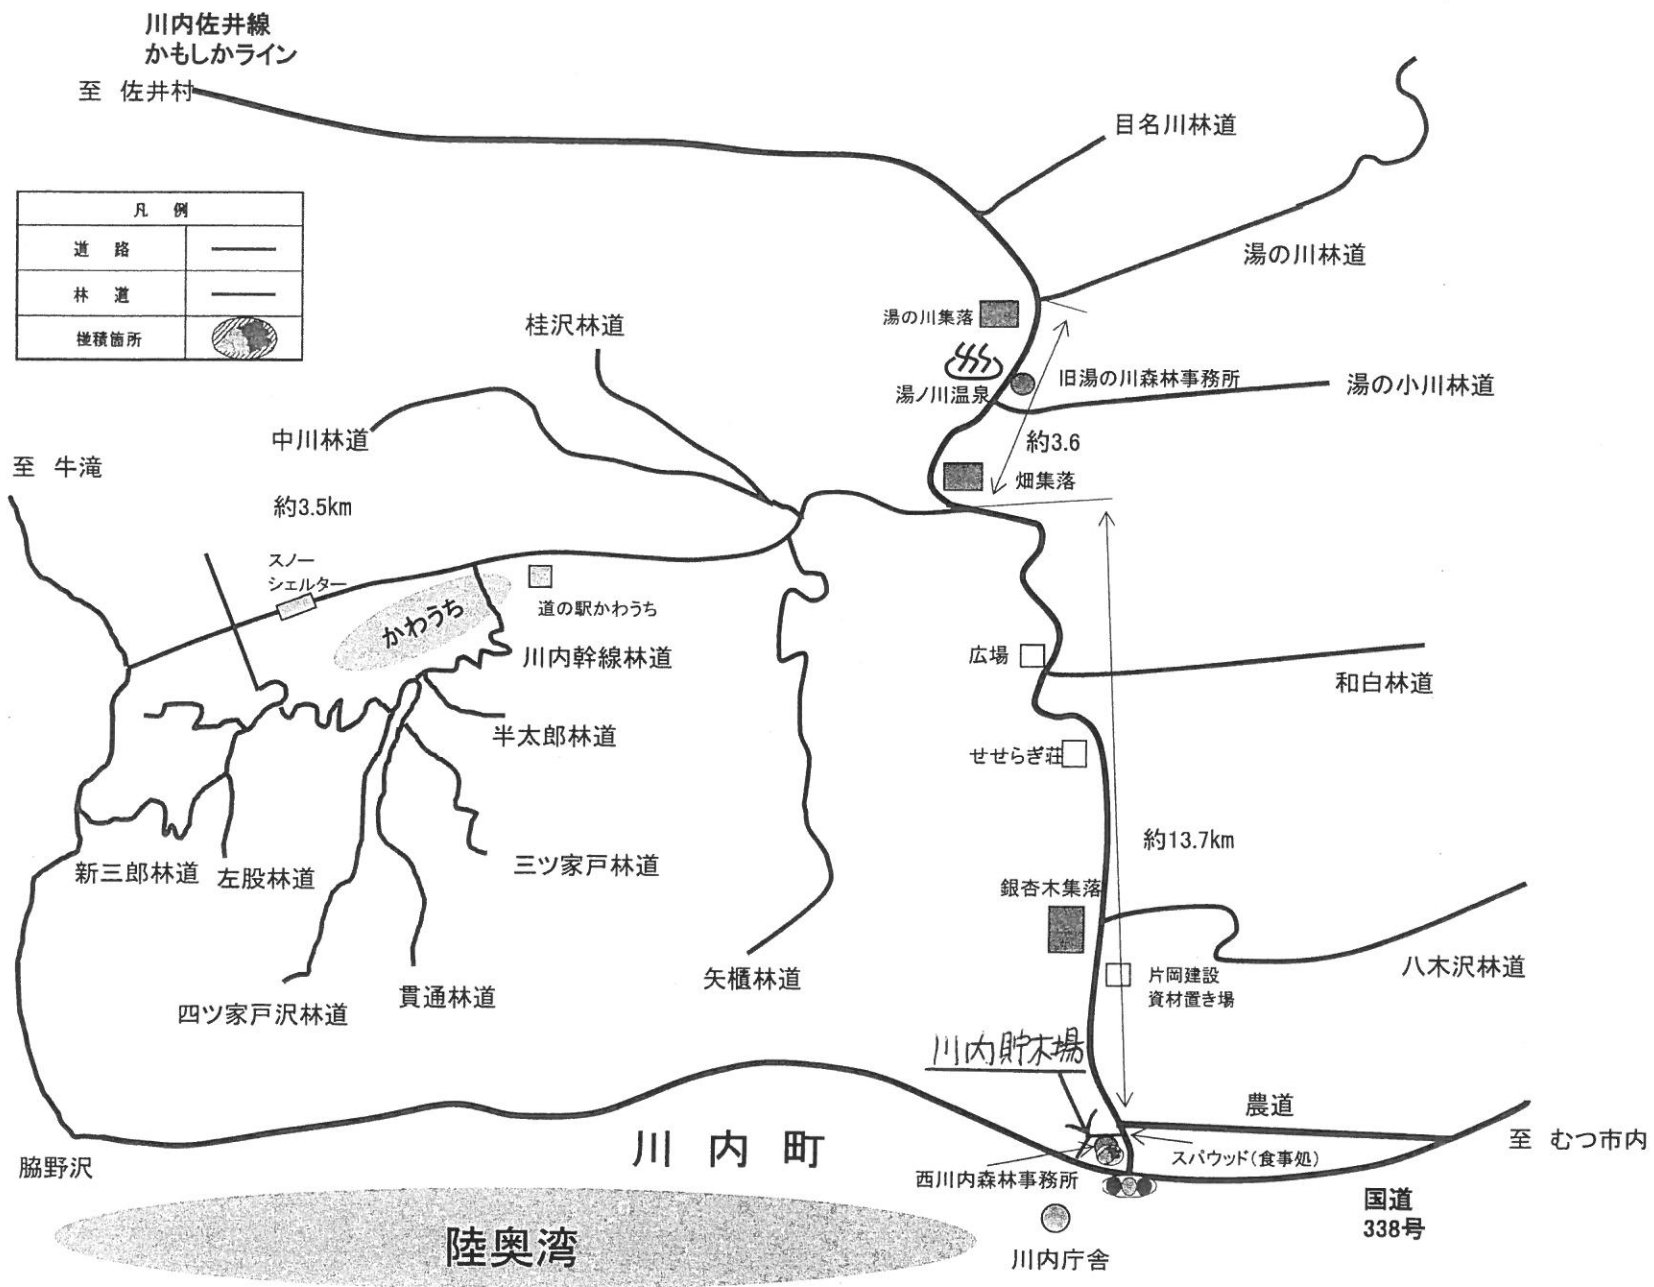 川内佐井線
かもしかライン
至 佐井村
目名川林道
凡 例
道 路
林 道
椪積箇所
湯の川林道
湯の川集落
桂沢林道
旧湯の川森林事務所
湯ノ川温泉
湯の小川林道
中川林道
約3.6
至 牛滝
畑集落
約3.5km
スノー
シェルター
道の駅かわうち
かわうち
川内幹線林道
広場
和白林道
半太郎林道
せせらぎ荘
約13.7km
三ツ家戸林道
新三郎林道
左股林道
銀杏木集落
八木沢林道
片岡建設
資材置き場
矢櫃林道
貫通林道
四ツ家戸沢林道
川内貯木場
農道
至 むつ市内
川 内 町
スパウッド(食事処)
脇野沢
西川内森林事務所
国道
338号
陸奥湾
川内庁舎